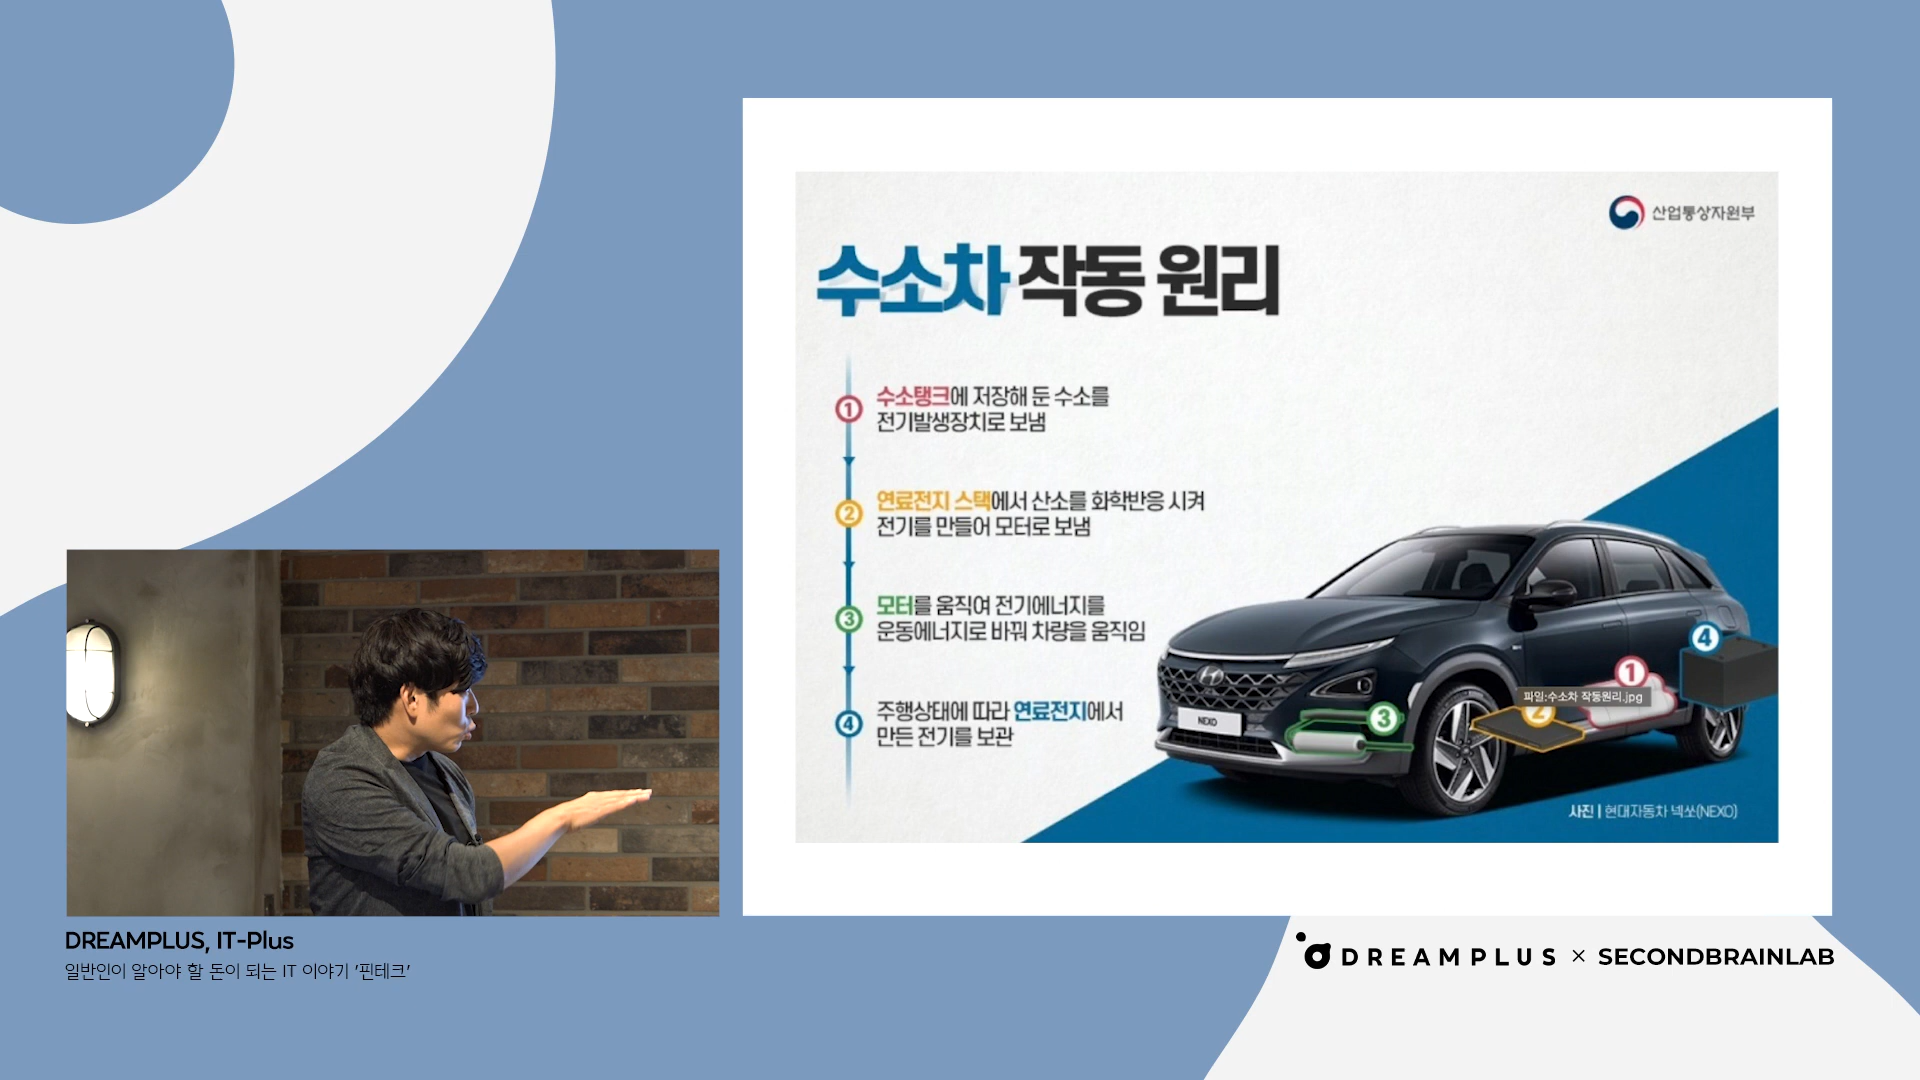 산업통상자원부
수소차 작동 원리
1 수소탱크에 저장해 둔 수소를
전기발생장치로 보냄
2 연료전지 스택에서 산소를 화학반응 시켜
전기를 만들어 모터로 보냄
3 모터를 움직여 전기에너지를
운동에너지로 바꿔 차량을 움직임
4 주행상태에 따라 연료전지에서
만든 전기를 보관
4
1
파일:수소차 작동원리.jpg
2
3
NEXO
사진 | 현대자동차 넥쏘(NEXO)
DREAMPLUS, IT-Plus
일반인이 알아야 할 돈이 되는 IT 이야기 '핀테크'
DREAMPLUS × SECONDBRAINLAB